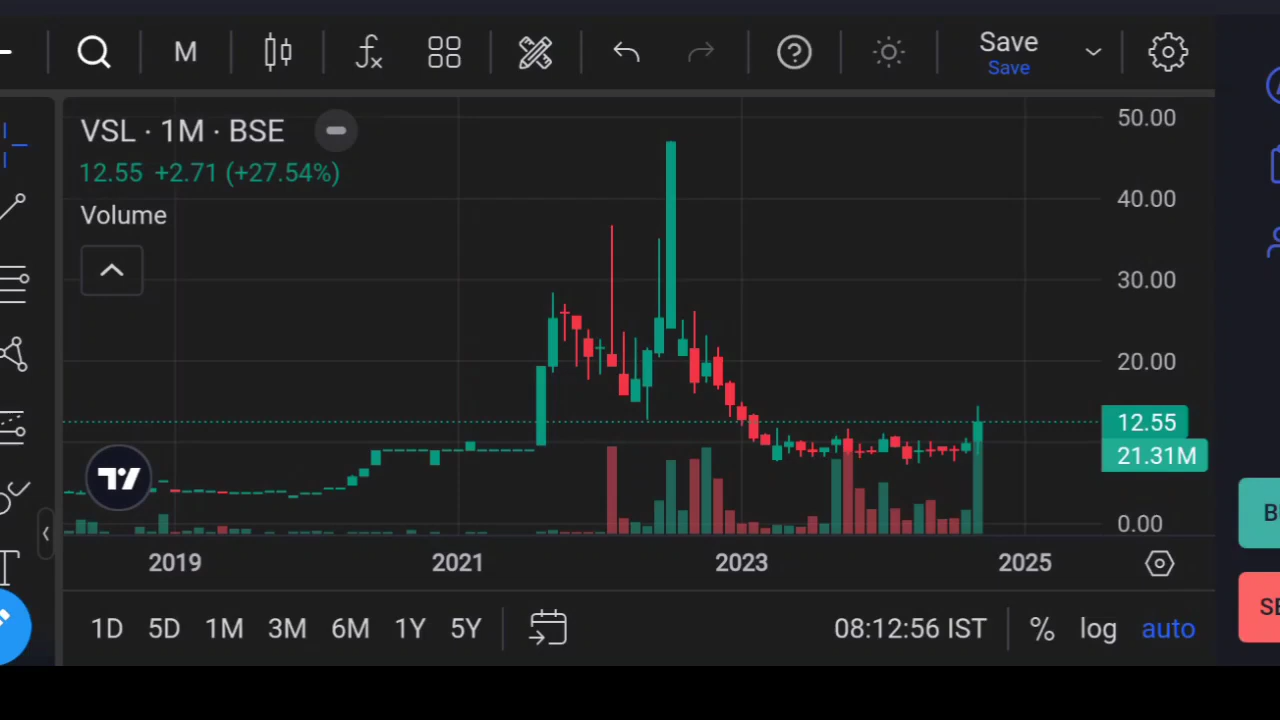 M
Save
Save
VSL · 1M · BSE
12.55 +2.71 (+27.54%)
Volume
50.00
40.00
30.00
20.00
12.55
21.31M
0.00
2019 2021 2023 2025
1D 5D 1M 3M 6M 1Y 5Y
08:12:56 IST % log auto
B
SE